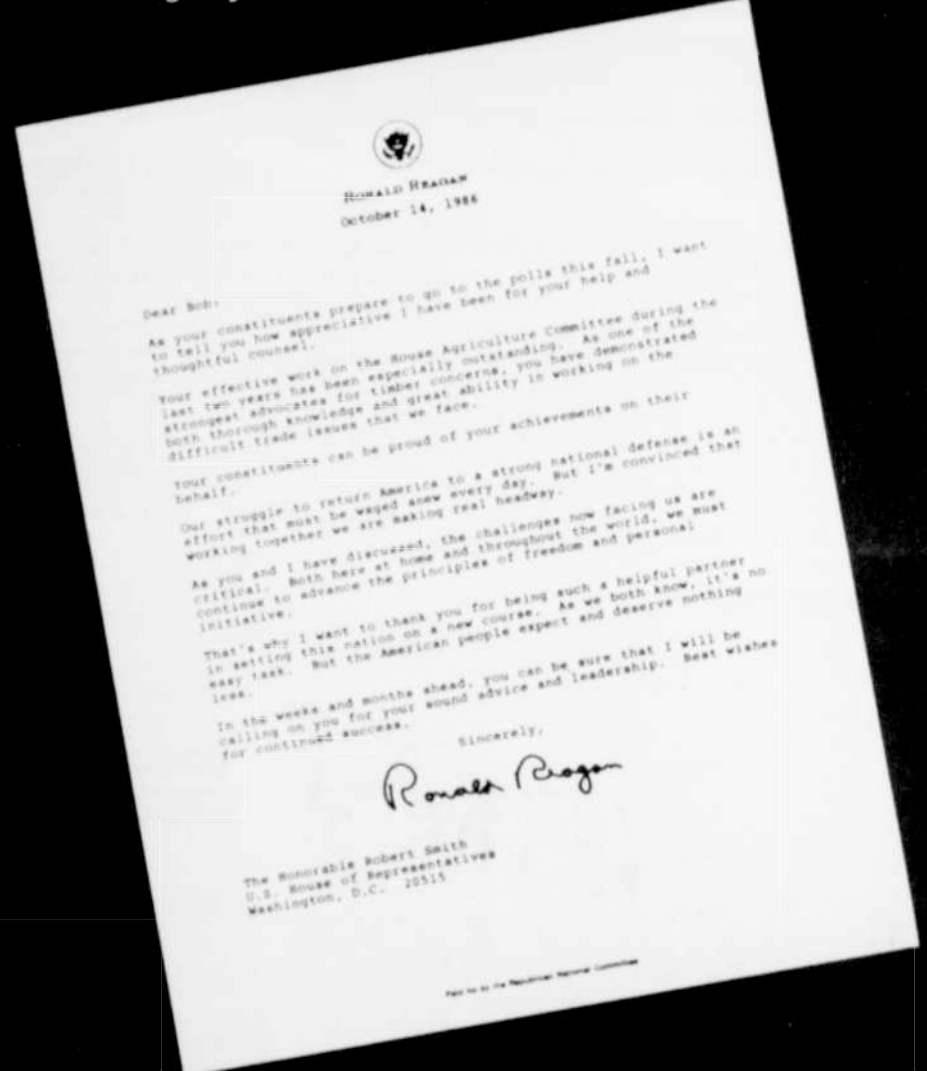 RONALD REAGAN
October 14, 1986
Dear Bob:
As your constituents prepare to go to the polls this fall, I want
to tell you how appreciative I have been for your help and
thoughtful counsel.
Your effective work on the House Agriculture Committee during the
last two years has been especially outstanding. As one of the
strongest advocates for timber concerns, you have demonstrated
both thorough knowledge and great ability in working on the
difficult trade issues that we face.
Your constituents can be proud of your achievements on their
behalf.
Our struggle to return America to a strong national defense is an
effort that must be waged anew every day. But I'm convinced that
working together we are making real headway.
As you and I have discussed, the challenges now facing us are
critical. Both here at home and throughout the world, we must
continue to advance the principles of freedom and personal
initiative.
That's why I want to thank you for being such a helpful partner
in setting this nation on a new course. As we both know, it's no
easy task. But the American people expect and deserve nothing
less.
In the weeks and months ahead, you can be sure that I will be
calling on you for your sound advice and leadership. Best wishes
for continued success.
Sincerely,
Ronald Reagan
The Honorable Robert Smith
U.S. House of Representatives
Washington, D.C. 20515
Paid for by the Republican National Committee